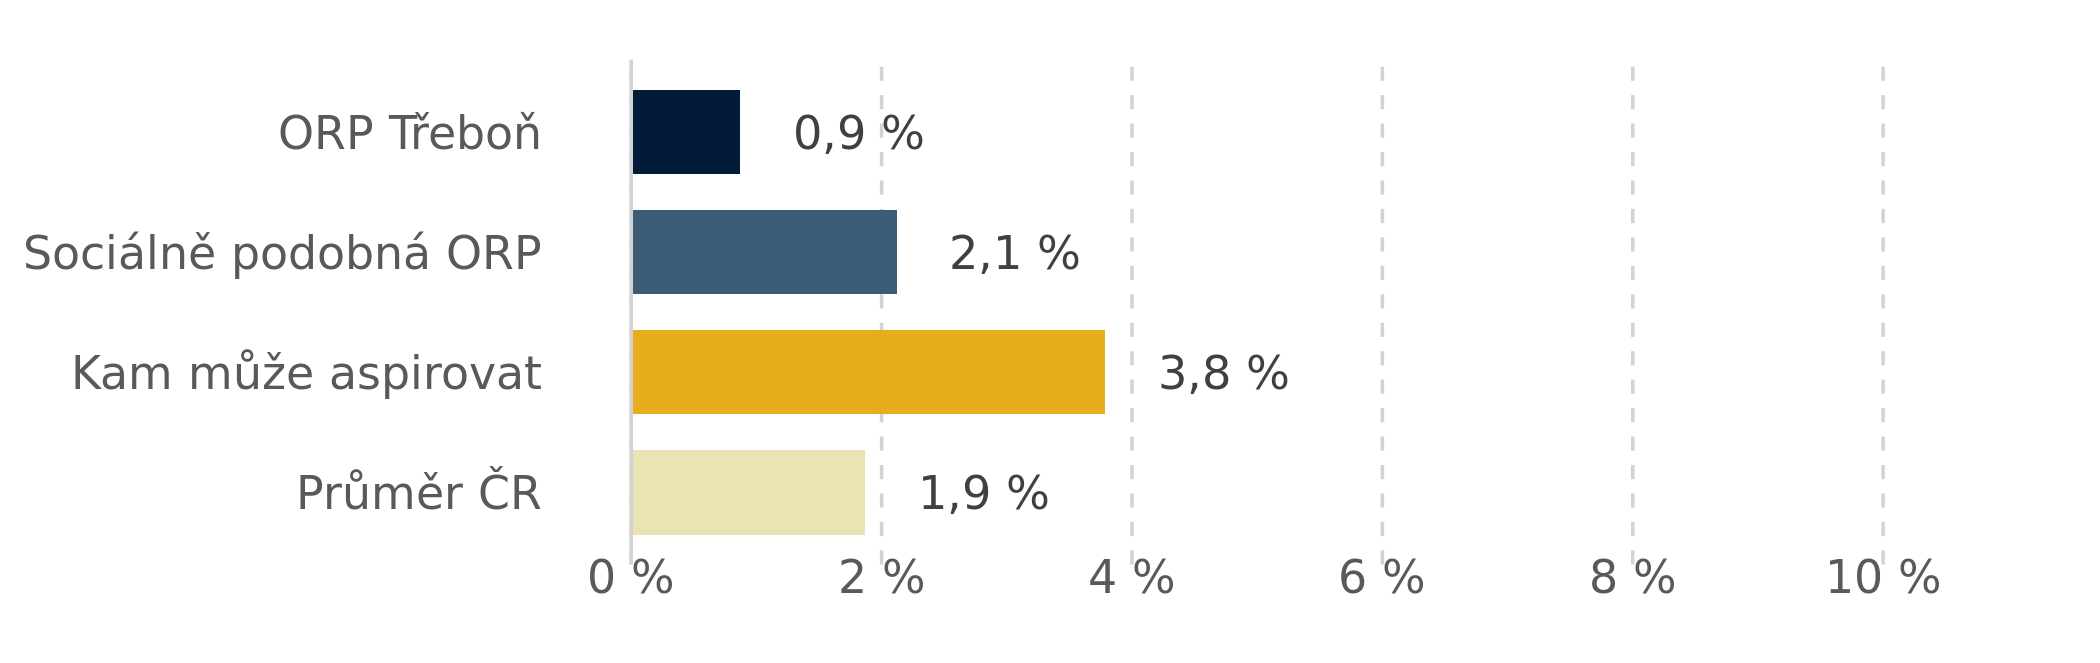 ORP Třeboň 0,9 %
Sociálně podobná ORP 2,1 %
Kam může aspirovat 3,8 %
Průměr ČR 1,9 %
0 % 2 % 4 % 6 % 8 % 10 %